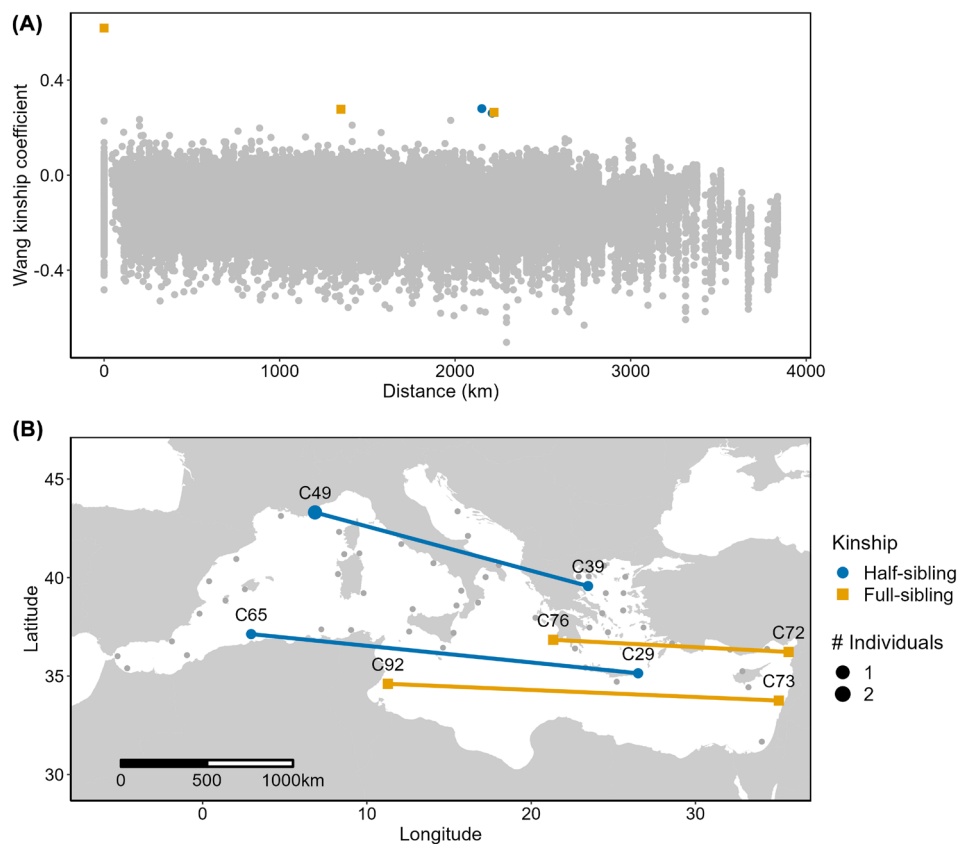 (A)
Wang kinship coefficient
0.4
0.0
-0.4
0
1000
2000
3000
4000
Distance (km)
(B)
Latitude
45
40
35
30
C49
C39
C65
C76
C72
C29
C92
C73
0
500
1000km
0
10
20
30
Longitude
Kinship
Half-sibling
Full-sibling
# Individuals
1
2